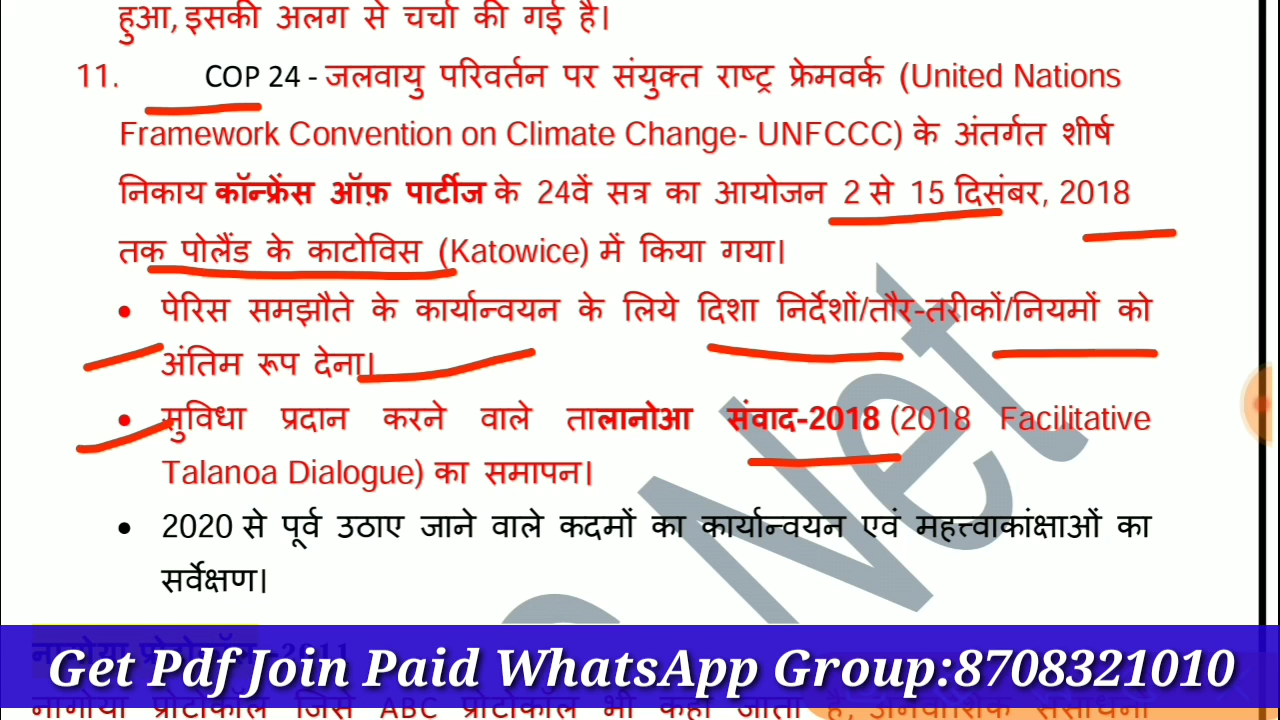 हुआ, इसकी अलग से चर्चा की गई है।
11. COP 24 - जलवायु परिवर्तन पर संयुक्त राष्ट्र फ्रेमवर्क (United Nations
Framework Convention on Climate Change- UNFCCC) के अंतर्गत शीर्ष
निकाय कॉन्फ्रेंस ऑफ़ पार्टीज के 24वें सत्र का आयोजन 2 से 15 दिसंबर, 2018
तक पोलैंड के काटोविस (Katowice) में किया गया।
• पेरिस समझौते के कार्यान्वयन के लिये दिशा निर्देशों/तौर-तरीकों/नियमों को
अंतिम रूप देना।
• सुविधा प्रदान करने वाले तालानोआ संवाद-2018 (2018 Facilitative
Talanoa Dialogue) का समापन।
• 2020 से पूर्व उठाए जाने वाले कदमों का कार्यान्वयन एवं महत्त्वाकांक्षाओं का
सर्वेक्षण।
Net
Get Pdf Join Paid WhatsApp Group:8708321010
नागोया प्रोटोकॉल जिसे ABC प्रोटोकॉल भी कहा जाता है,